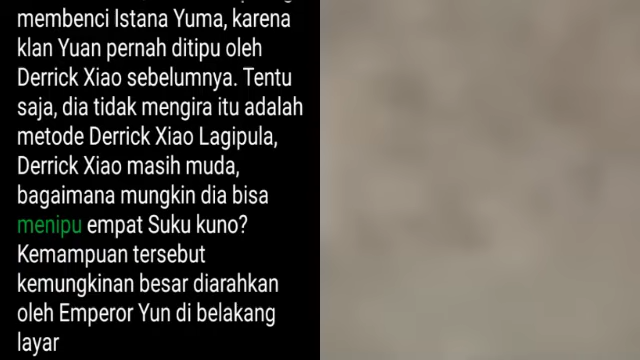 membenci Istana Yuma, karena
klan Yuan pernah ditipu oleh
Derrick Xiao sebelumnya. Tentu
saja, dia tidak mengira itu adalah
metode Derrick Xiao Lagipula,
Derrick Xiao masih muda,
bagaimana mungkin dia bisa
menipu empat Suku kuno?
Kemampuan tersebut
kemungkinan besar diarahkan
oleh Emperor Yun di belakang
layar